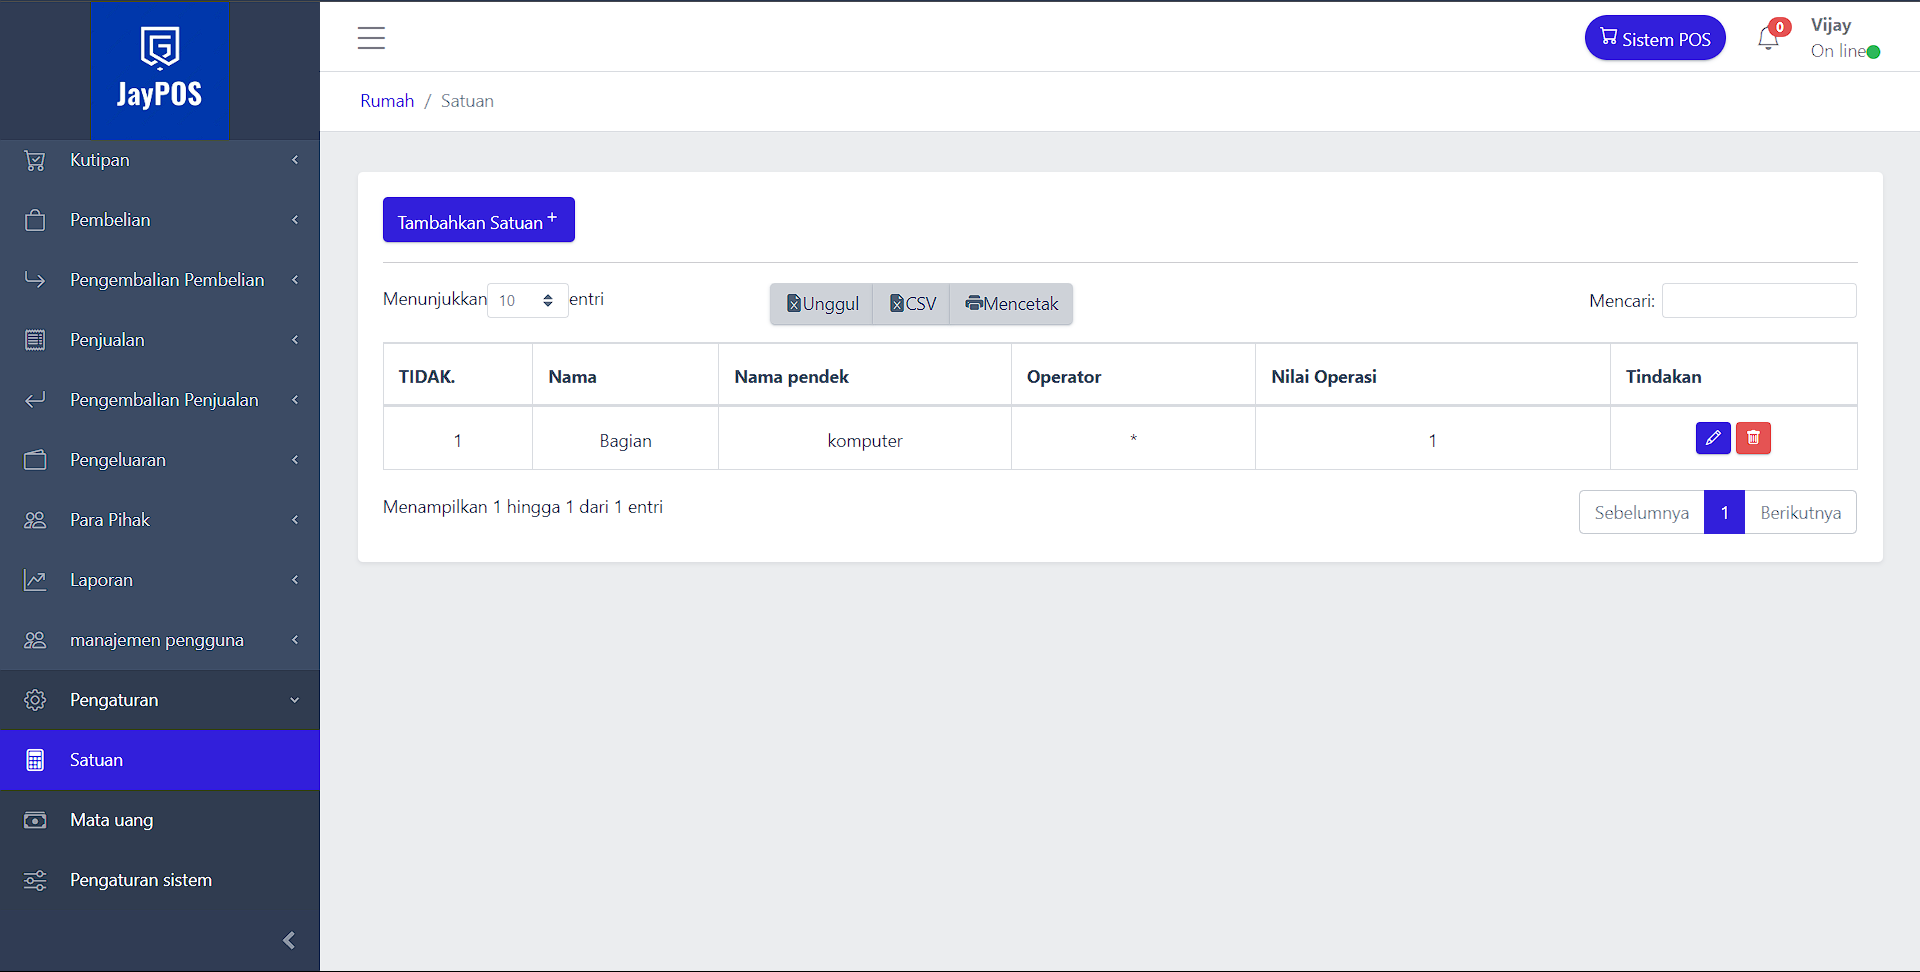 JayPOS
Kutipan
Pembelian
Pengembalian Pembelian
Penjualan
Pengembalian Penjualan
Pengeluaran
Para Pihak
Laporan
manajemen pengguna
Pengaturan
Satuan
Mata uang
Pengaturan sistem
Sistem POS
0
Vijay
On line
Rumah / Satuan
Tambahkan Satuan +
Menunjukkan 10 entri
Unggul CSV Mencetak
Mencari:
TIDAK. Nama Nama pendek Operator Nilai Operasi Tindakan
1 Bagian komputer * 1
Menampilkan 1 hingga 1 dari 1 entri
Sebelumnya 1 Berikutnya